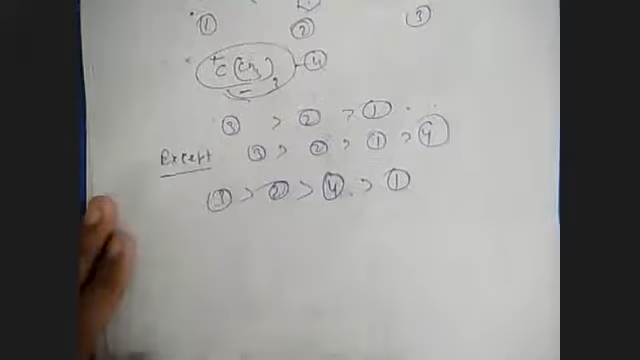 ① ② ③
⁺C(CH₃)₃ - ④
③ > ② > ①
Except ③ > ② > ① > ④
③ > ② > ④ > ①